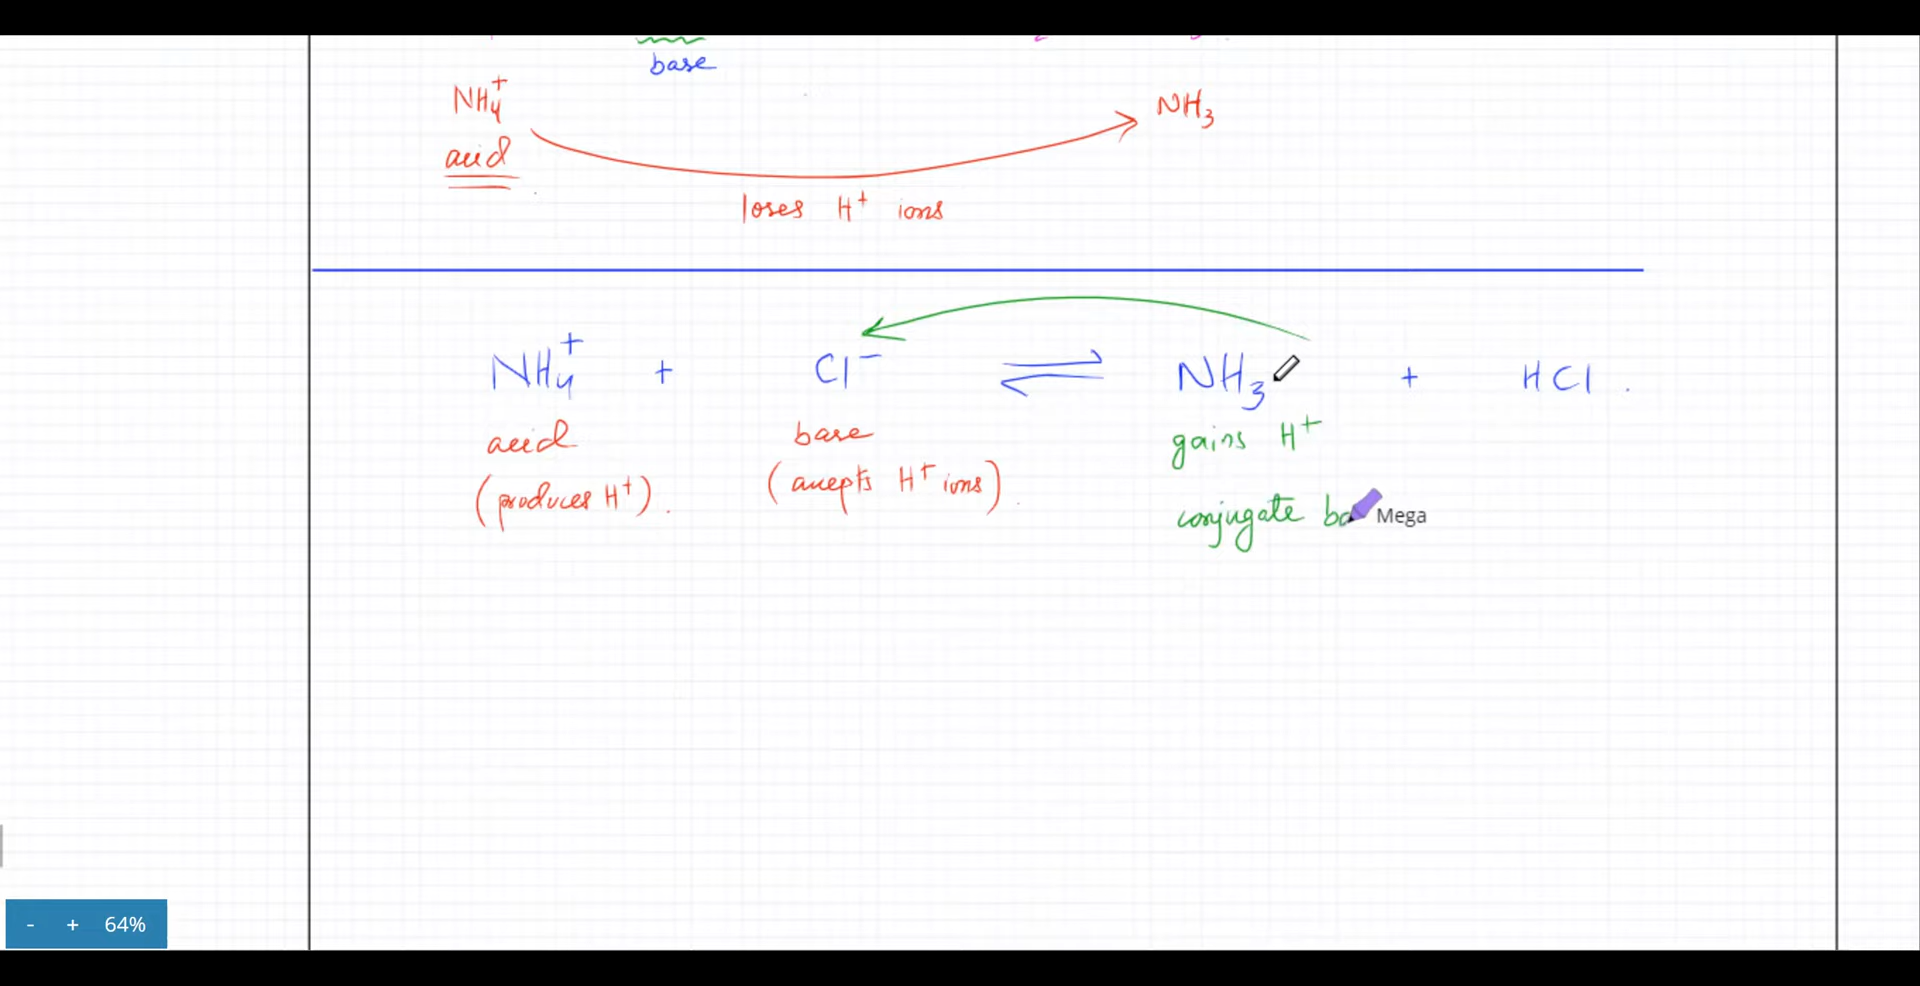 base
NH₄⁺
NH₃
acid
loses H⁺ ions
NH₄⁺ + Cl⁻ ⇌ NH₃ + HCl .
acid
base
gains H⁺
(produces H⁺) .
(accepts H⁺ ions) .
conjugate ba
Mega
- + 64%